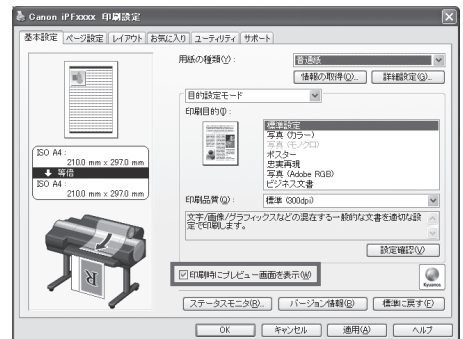 Canon iPFxxxx 印刷設定
基本設定 ページ設定 レイアウト お気に入り ユーティリティ サポート
用紙の種類(Y): 普通紙
情報の取得(Q)... 詳細設定(G)...
目的設定モード
印刷目的(I):
標準設定
写真 (カラー)
写真 (モノクロ)
ポスター
忠実再現
写真 (Adobe RGB)
ビジネス文書
ISO A4 :
210.0 mm x 297.0 mm
等倍
ISO A4 :
210.0 mm x 297.0 mm
印刷品質(Q): 標準 (300dpi)
文字/画像/グラフィックスなどの混在する一般的な文書を適切な設
定で印刷します。
設定確認(V)
印刷時にプレビュー画面を表示(W)
Kyuanos
ステータスモニタ(R)... バージョン情報(B) 標準に戻す(F)
OK キャンセル 適用(A) ヘルプ